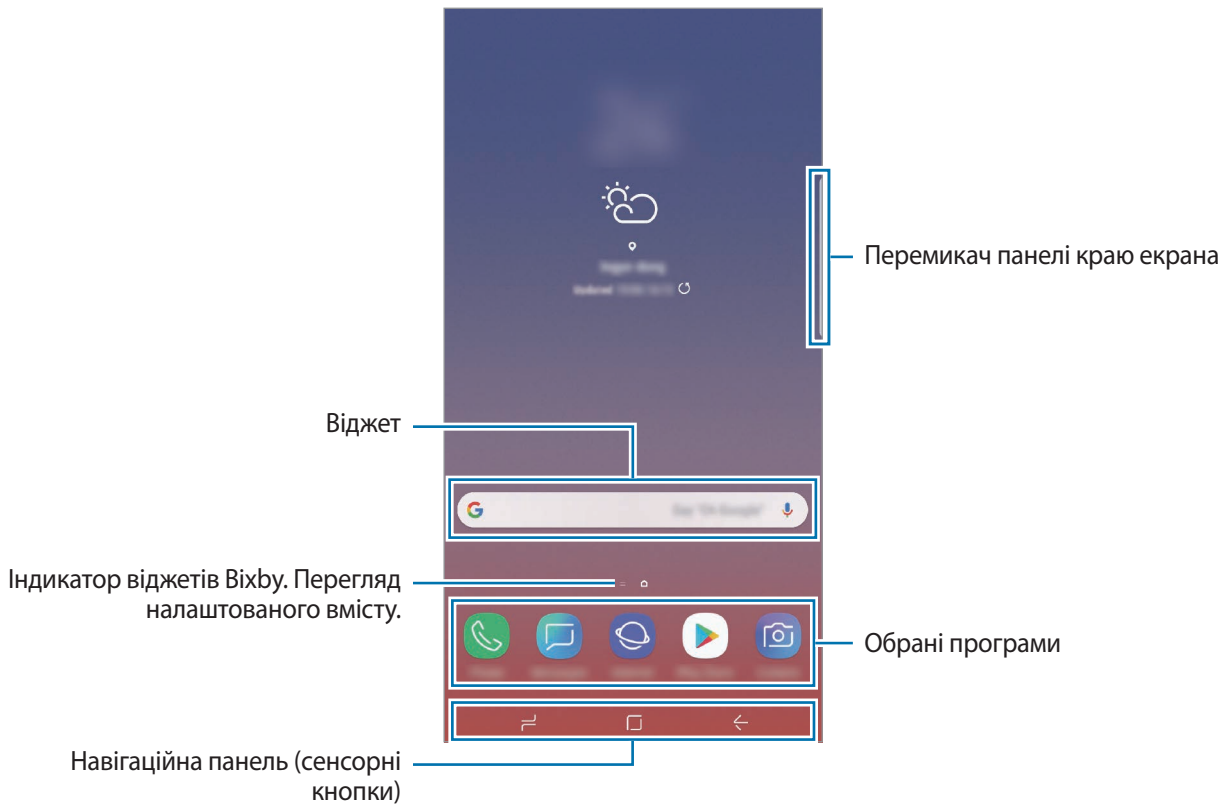 Перемикач панелі краю екрана
Віджет
Індикатор віджетів Bixby. Перегляд
налаштованого вмісту.
Обрані програми
Навігаційна панель (сенсорні
кнопки)